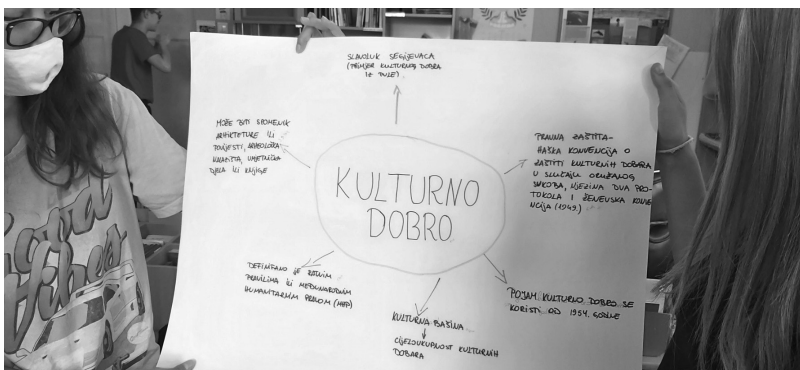 SLAVOLUK SERGIJEVACA
(PRIMJER KULTURNOG DOBRA
IZ PULE)
MOŽE BITI SPOMENIK
ARHITEKTURE ILI
POVIJESTI, ARHEOLOŠKA
NALAZIŠTA, UMJETNIČKA
DJELA ILI KNJIGE
PRAVNA ZAŠTITA-
HAŠKA KONVENCIJA O
ZAŠTITI KULTURNIH DOBARA
U SLUČAJU ORUŽANOG
SUKOBA, NJEZINA DVA PRO-
TOKOLA I ŽENEVSKA KONVE
NCIJA (1949.)
KULTURNO
DOBRO
DEFINIRANO JE RATNIM
PRAVILIMA ILI MEĐUNARODNIM
HUMANITARNIM PRAVOM (MHP)
KULTURNA BAŠTINA
CJELOUKUPNOST KULTURNIH
DOBARA
POJAM KULTURNO DOBRO SE
KORISTI OD 1954. GODINE
Good
Vibes